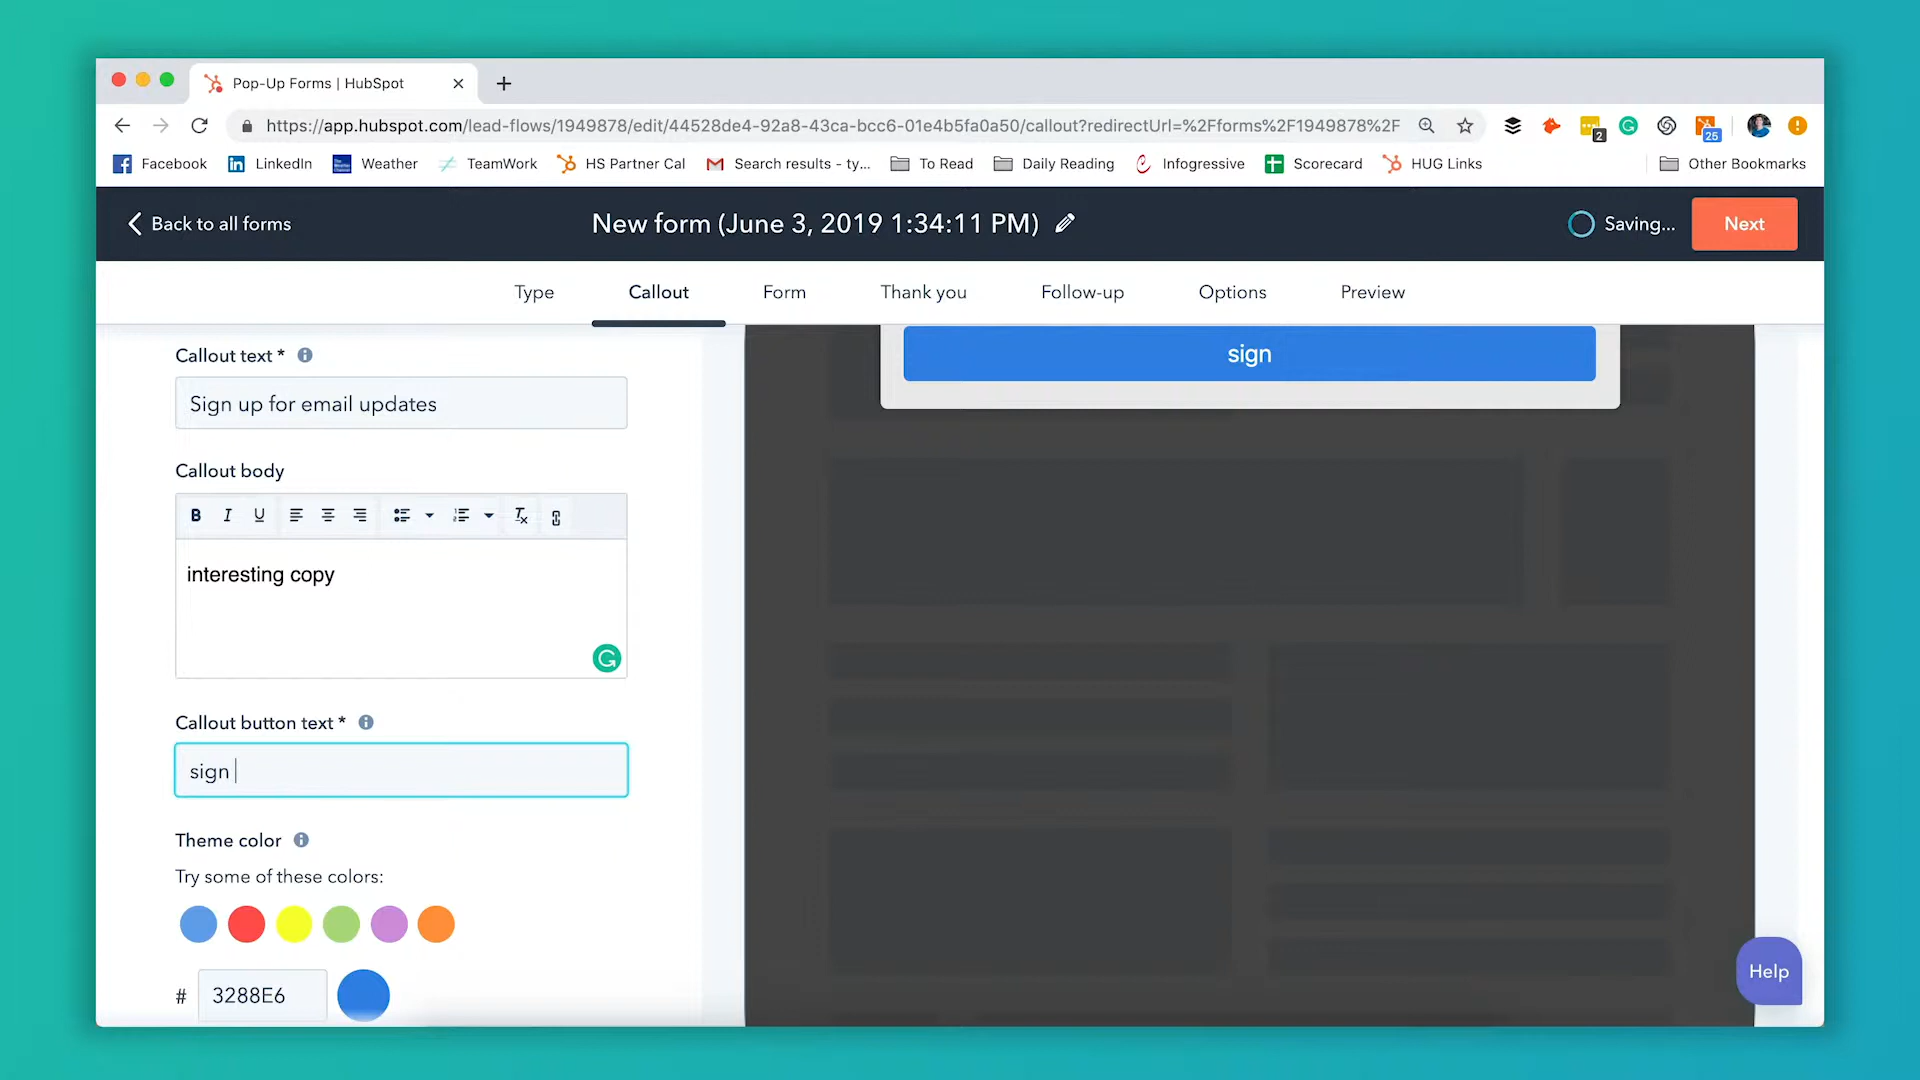 Pop-Up Forms | HubSpot
https://app.hubspot.com/lead-flows/1949878/edit/44528de4-92a8-43ca-bcc6-01e4b5fa0a50/callout?redirectUrl=%2Fforms%2F1949878%2F
2
25
Facebook
LinkedIn
Weather
TeamWork
HS Partner Cal
Search results - ty...
To Read
Daily Reading
Infogressive
Scorecard
HUG Links
Other Bookmarks
Back to all forms
New form (June 3, 2019 1:34:11 PM)
Saving...
Next
Type
Callout
Form
Thank you
Follow-up
Options
Preview
Callout text *
Sign up for email updates
sign
Callout body
B I U
interesting copy
Callout button text *
sign
Theme color
Try some of these colors:
# 3288E6
Help